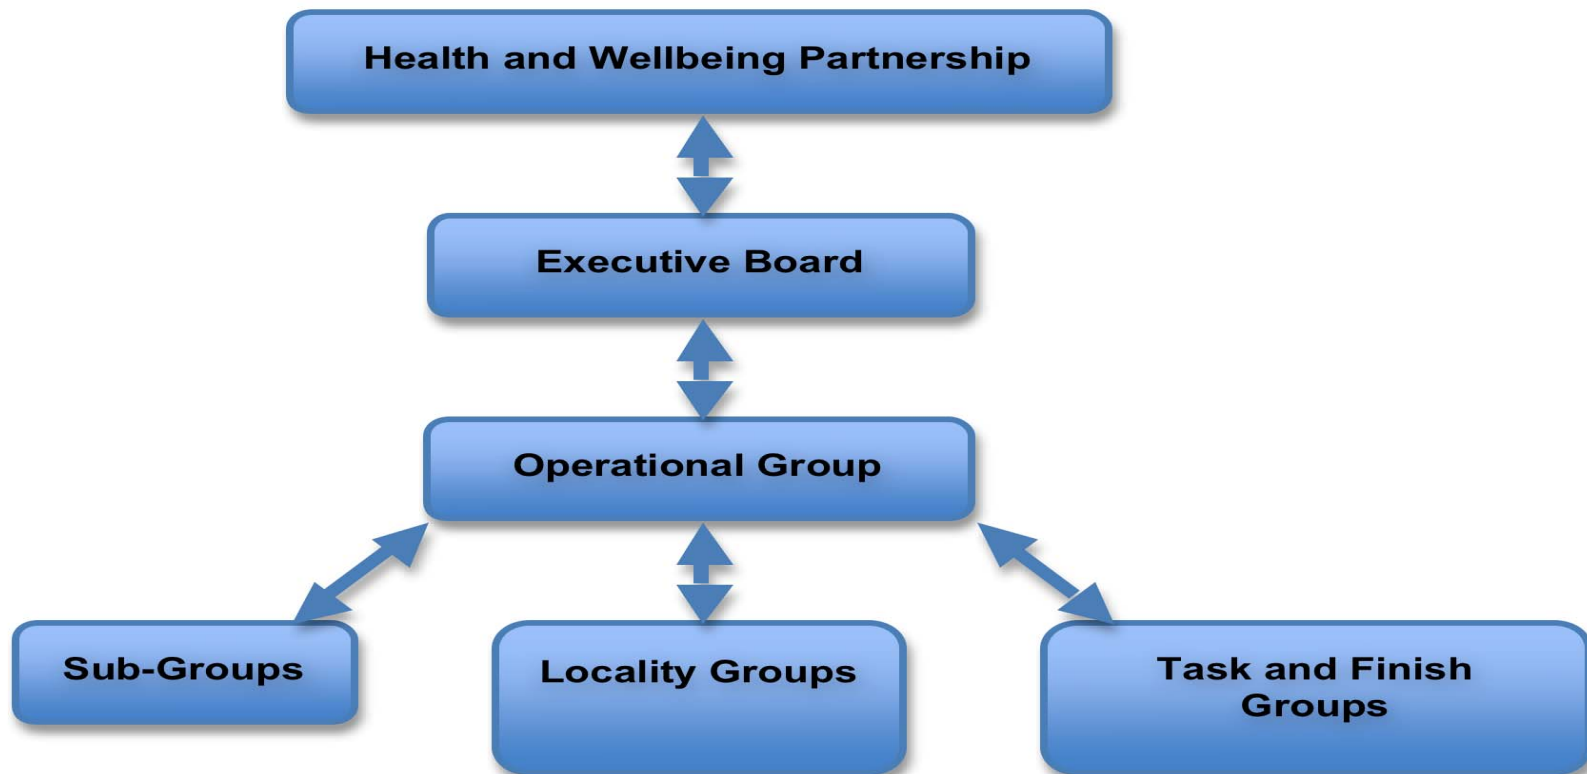 Health and Wellbeing Partnership
Executive Board
Operational Group
Sub-Groups
Locality Groups
Task and Finish
Groups